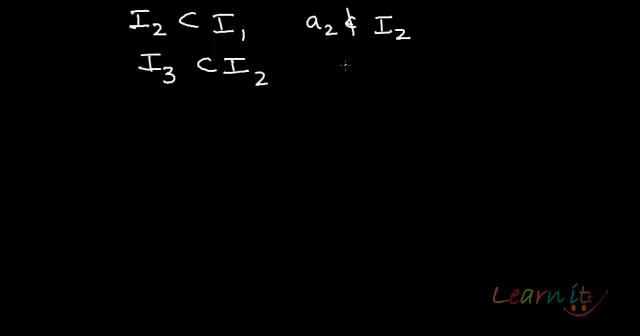 I₂ ⊂ I₁ a₂ ∉ I₂
I₃ ⊂ I₂
Learnit